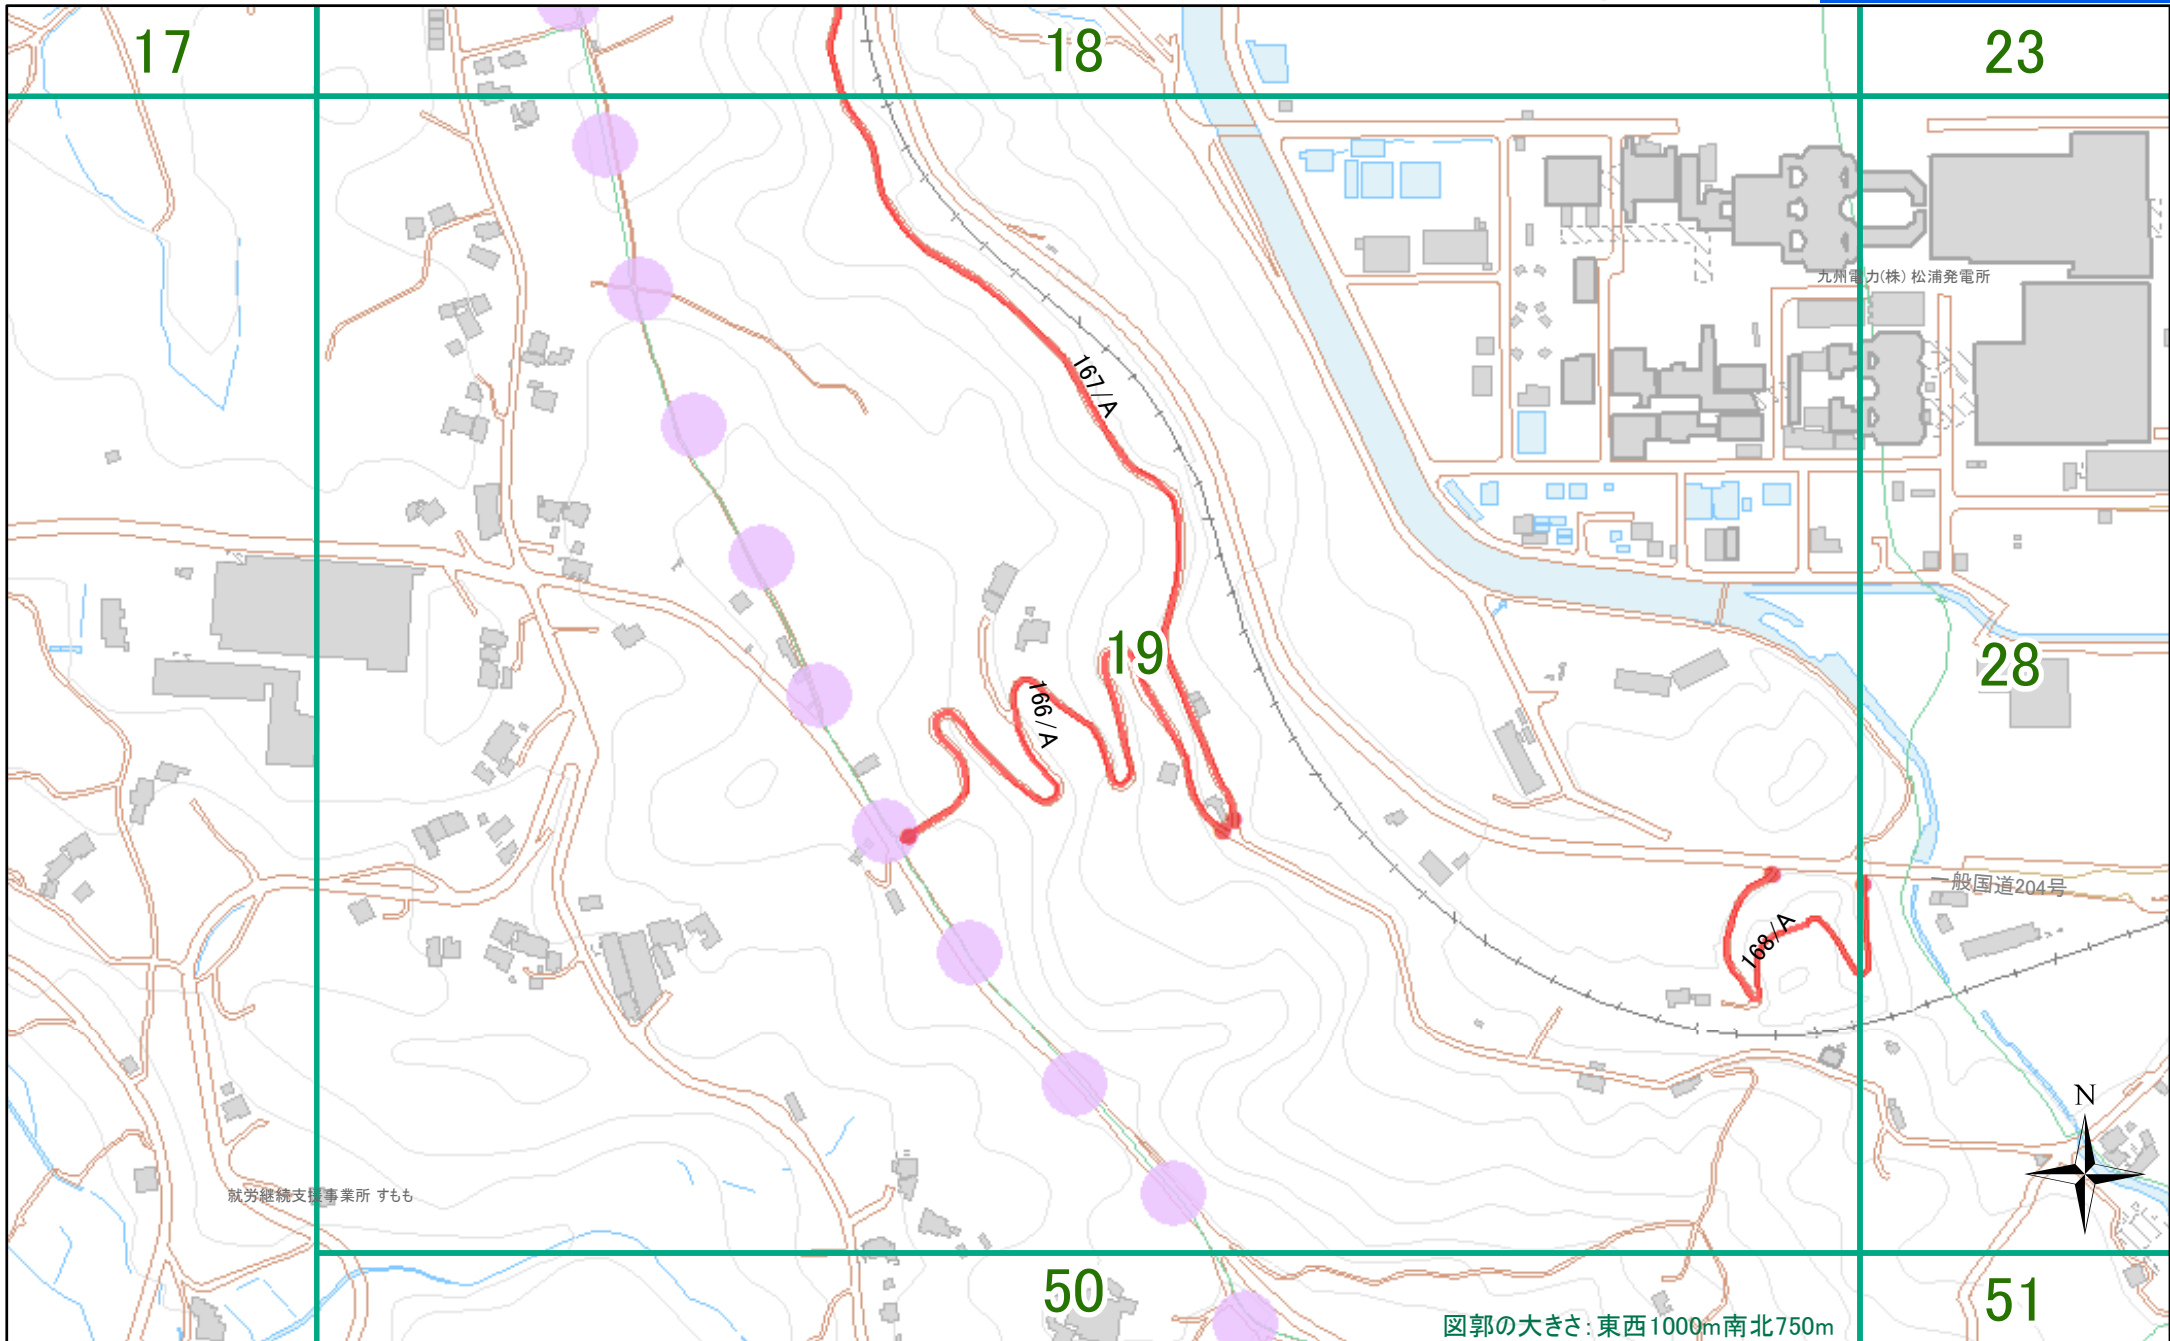 17
18
23
九州電力(株) 松浦発電所
167/A
19
28
166/A
一般国道204号
168/A
N
就労継続支援事業所 すもも
50
51
図郭の大きさ: 東西1000m南北750m